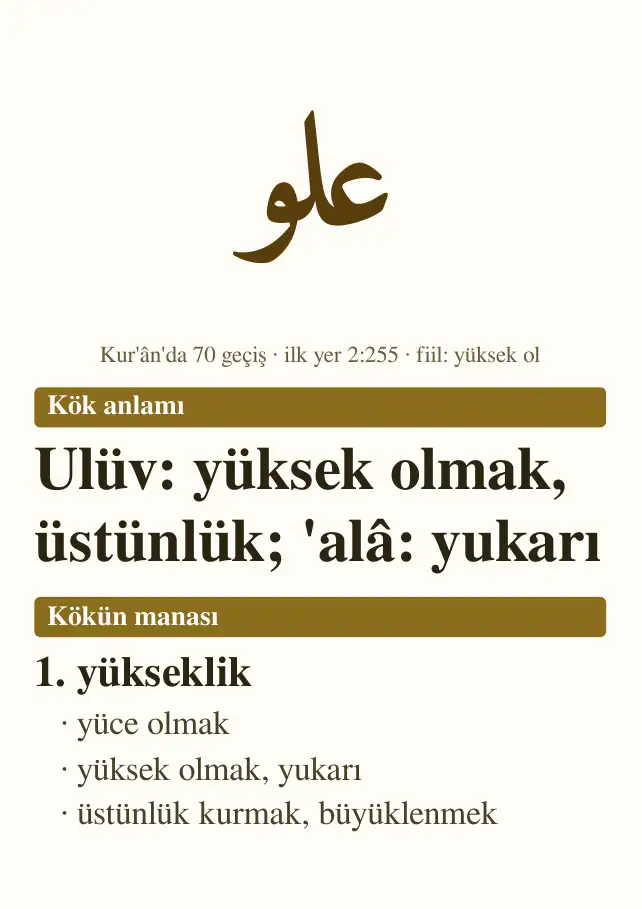 علو
Kur'ân'da 70 geçiş · ilk yer 2:255 · fiil: yüksek ol
Kök anlamı
Ulüv: yüksek olmak,
üstünlük; 'alâ: yukarı
Kökün manası
1. yükseklik
· yüce olmak
· yüksek olmak, yukarı
· üstünlük kurmak, büyüklenmek